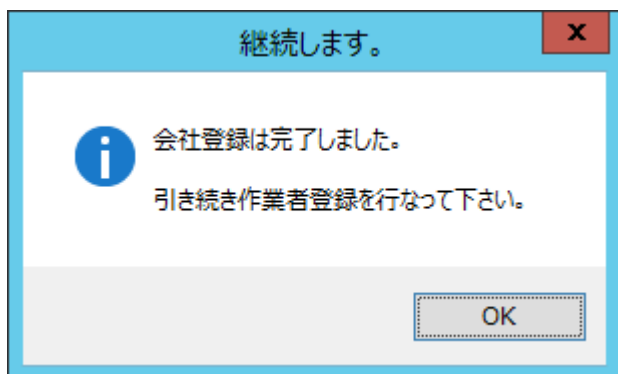 継続します。
x
会社登録は完了しました。
引き続き作業者登録を行なって下さい。
OK